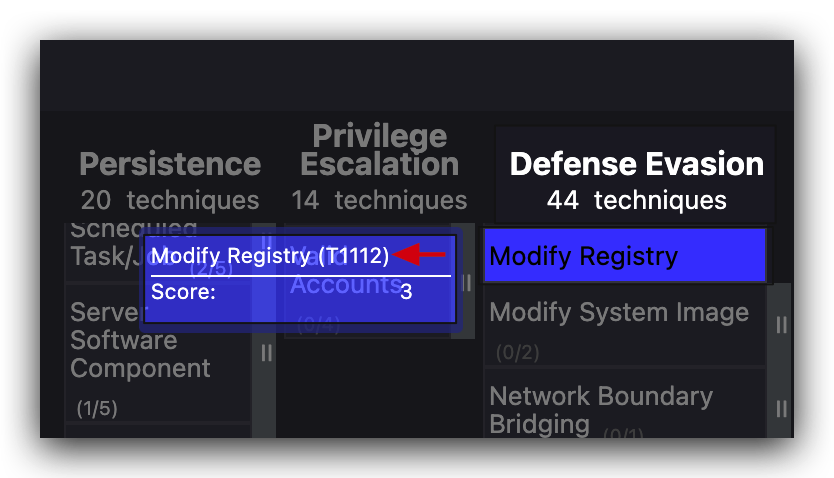 Persistence
20 techniques
Privilege
Escalation
14 techniques
Defense Evasion
44 techniques
Scheduled
Task/Job
(2/5)
Modify Registry (T1112)
Score: 3
Server
Software
Component
(1/5)
Valid
Accounts
(0/4)
Modify Registry
Modify System Image
(0/2)
Network Boundary
Bridging (0/1)